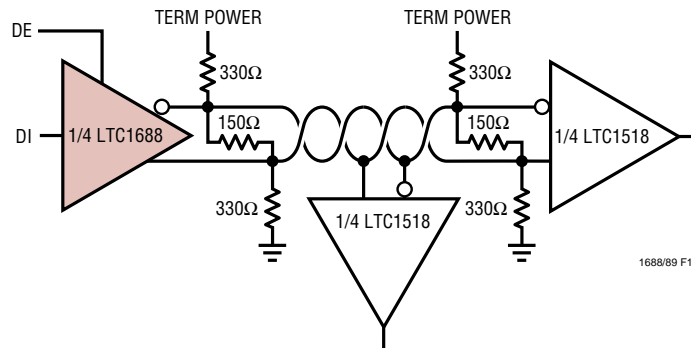 DE
TERM POWER
TERM POWER
330Ω
330Ω
DI
1/4 LTC1688
150Ω
150Ω
1/4 LTC1518
330Ω
1/4 LTC1518
330Ω
1688/89 F1